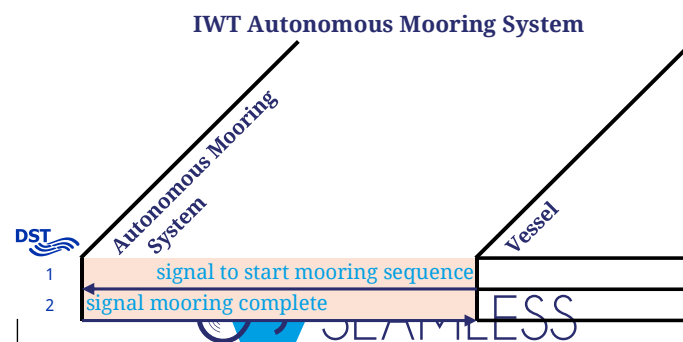 IWT Autonomous Mooring System
Autonomous Mooring
System
Vessel
DST
1 signal to start mooring sequence
2 signal mooring complete
SEAMLESS